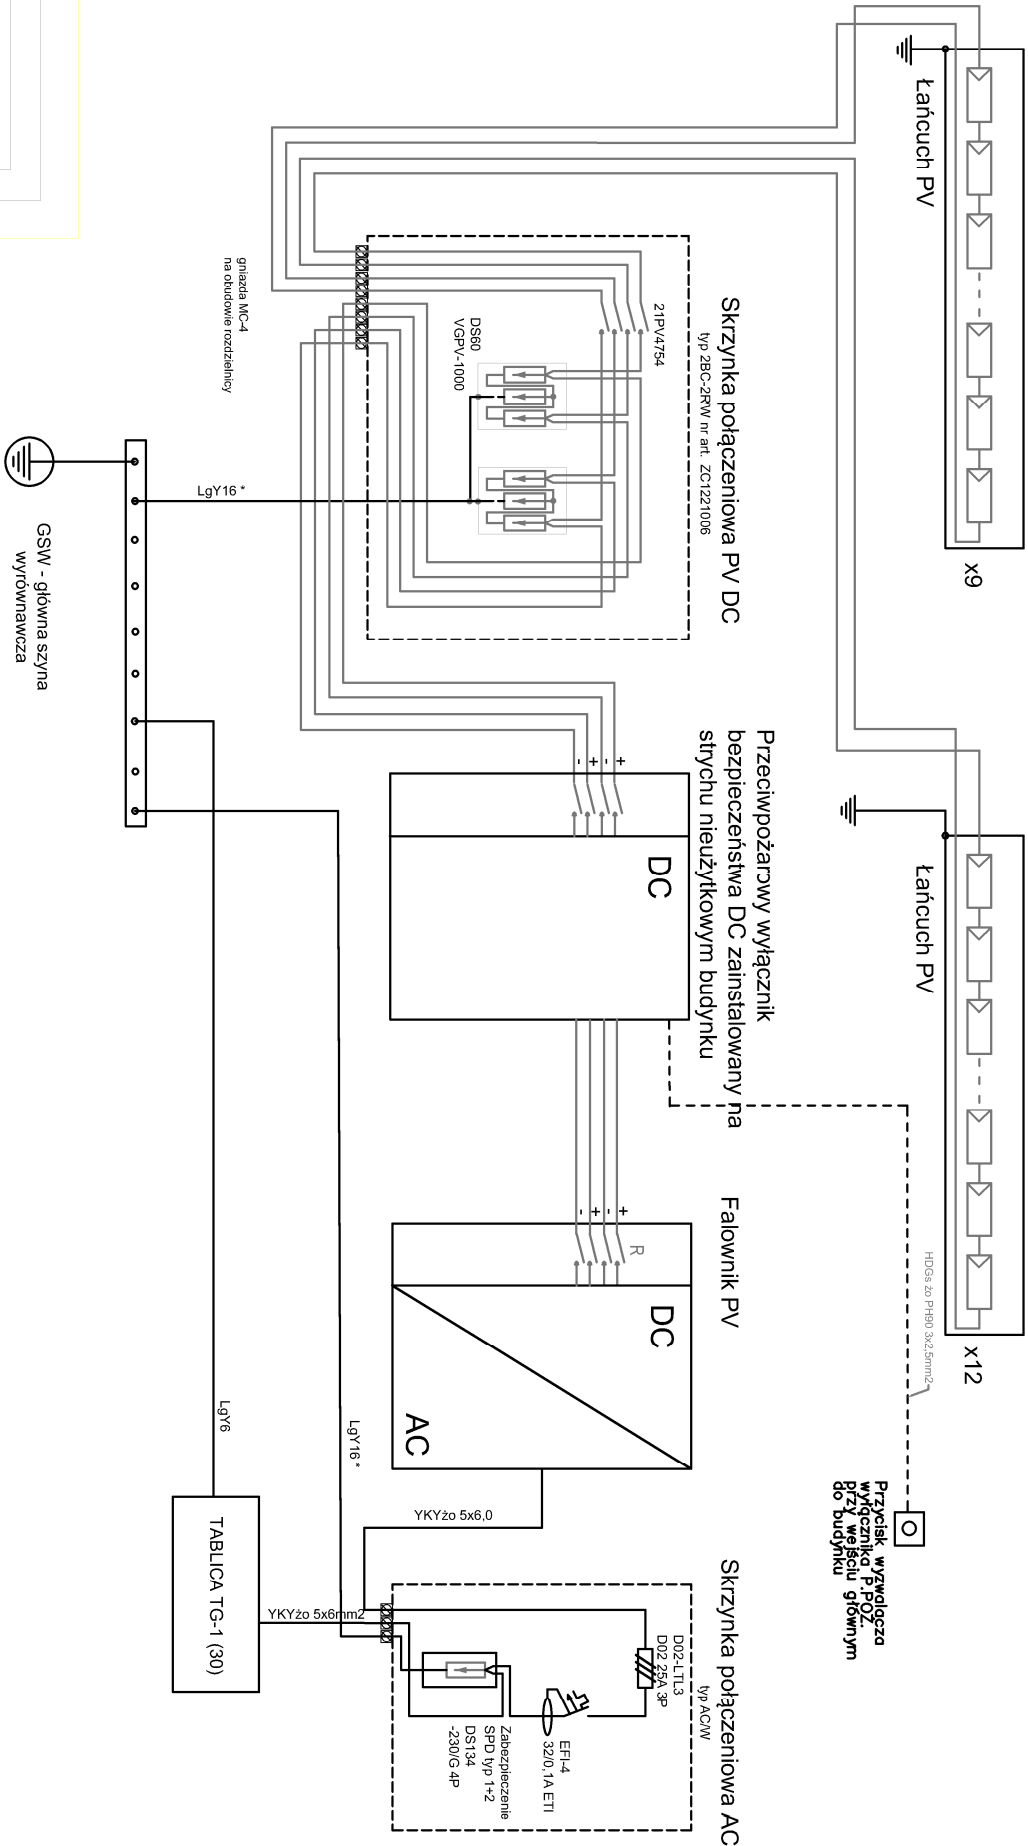 Łańcuch PV
x9
Łańcuch PV
x12
HDGs żo PH90 3x2,5mm2
Przycisk wyzwalącza
wyłącznika P.POŻ.
przy wejściu głównym
do budynku
Skrzynka połączeniowa PV DC
typ 2BC-2RW nr art. ZC1221006
21PV4754
DS60
VGPV-1000
gniazda MC-4
na obudowie rozdzielnicy
Przeciwpożarowy wyłącznik
bezpieczeństwa DC zainstalowany na
strychu nieużytkowym budynku
- + - +
DC
Falownik PV
- + - +
R
DC
AC
Skrzynka połączeniowa AC
typ AC/W
D02-LTL3
D02 25A 3P
EFI-4
32/0,1A ETI
Zabezpieczenie
SPD typ 1+2
DS134
-230/G 4P
YKYżo 5x6,0
YKYżo 5x6mm2
LgY16 *
LgY16 *
LgY6
TABLICA TG-1 (30)
GSW - główna szyna
wyrównawcza